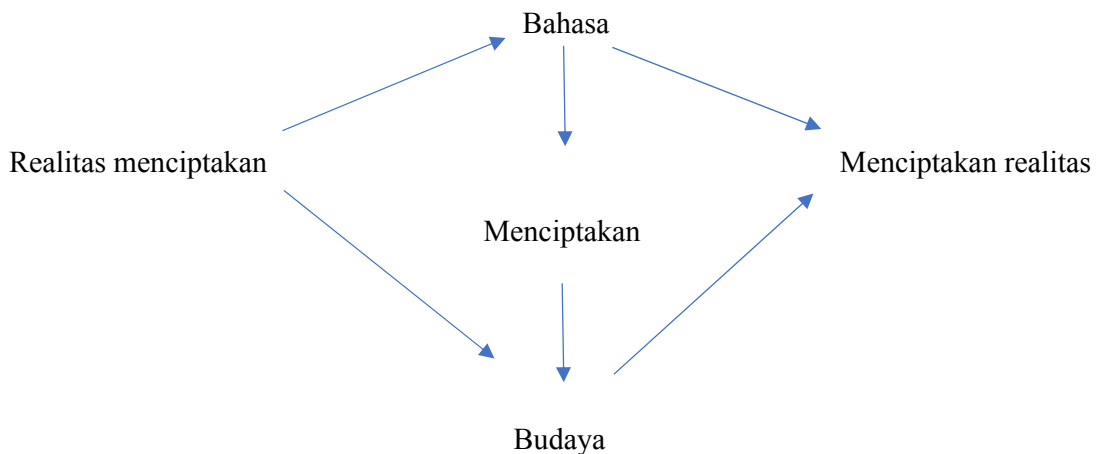 Bahasa
Realitas menciptakan
Menciptakan realitas
Menciptakan
Budaya